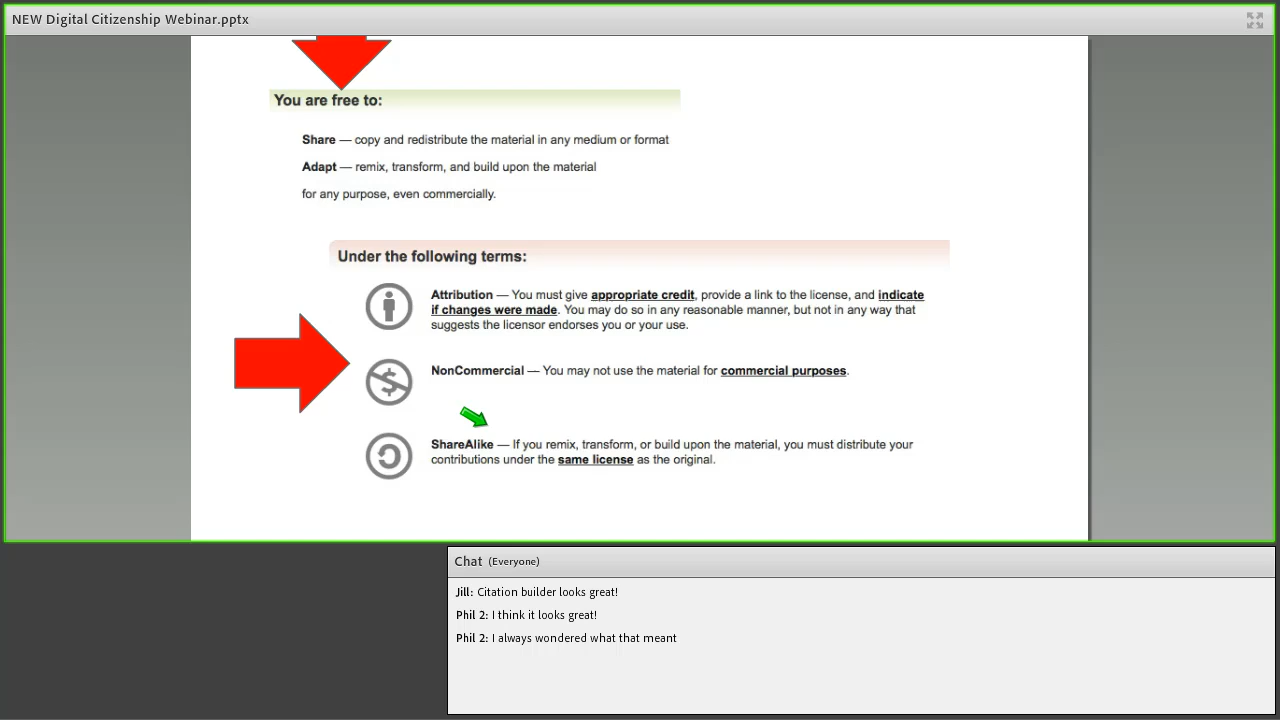 NEW Digital Citizenship Webinar.pptx
You are free to:
Share — copy and redistribute the material in any medium or format
Adapt — remix, transform, and build upon the material
for any purpose, even commercially.
Under the following terms:
Attribution — You must give appropriate credit, provide a link to the license, and indicate
if changes were made. You may do so in any reasonable manner, but not in any way that
suggests the licensor endorses you or your use.
NonCommercial — You may not use the material for commercial purposes.
ShareAlike — If you remix, transform, or build upon the material, you must distribute your
contributions under the same license as the original.
Chat (Everyone)
Jill: Citation builder looks great!
Phil 2: I think it looks great!
Phil 2: I always wondered what that meant